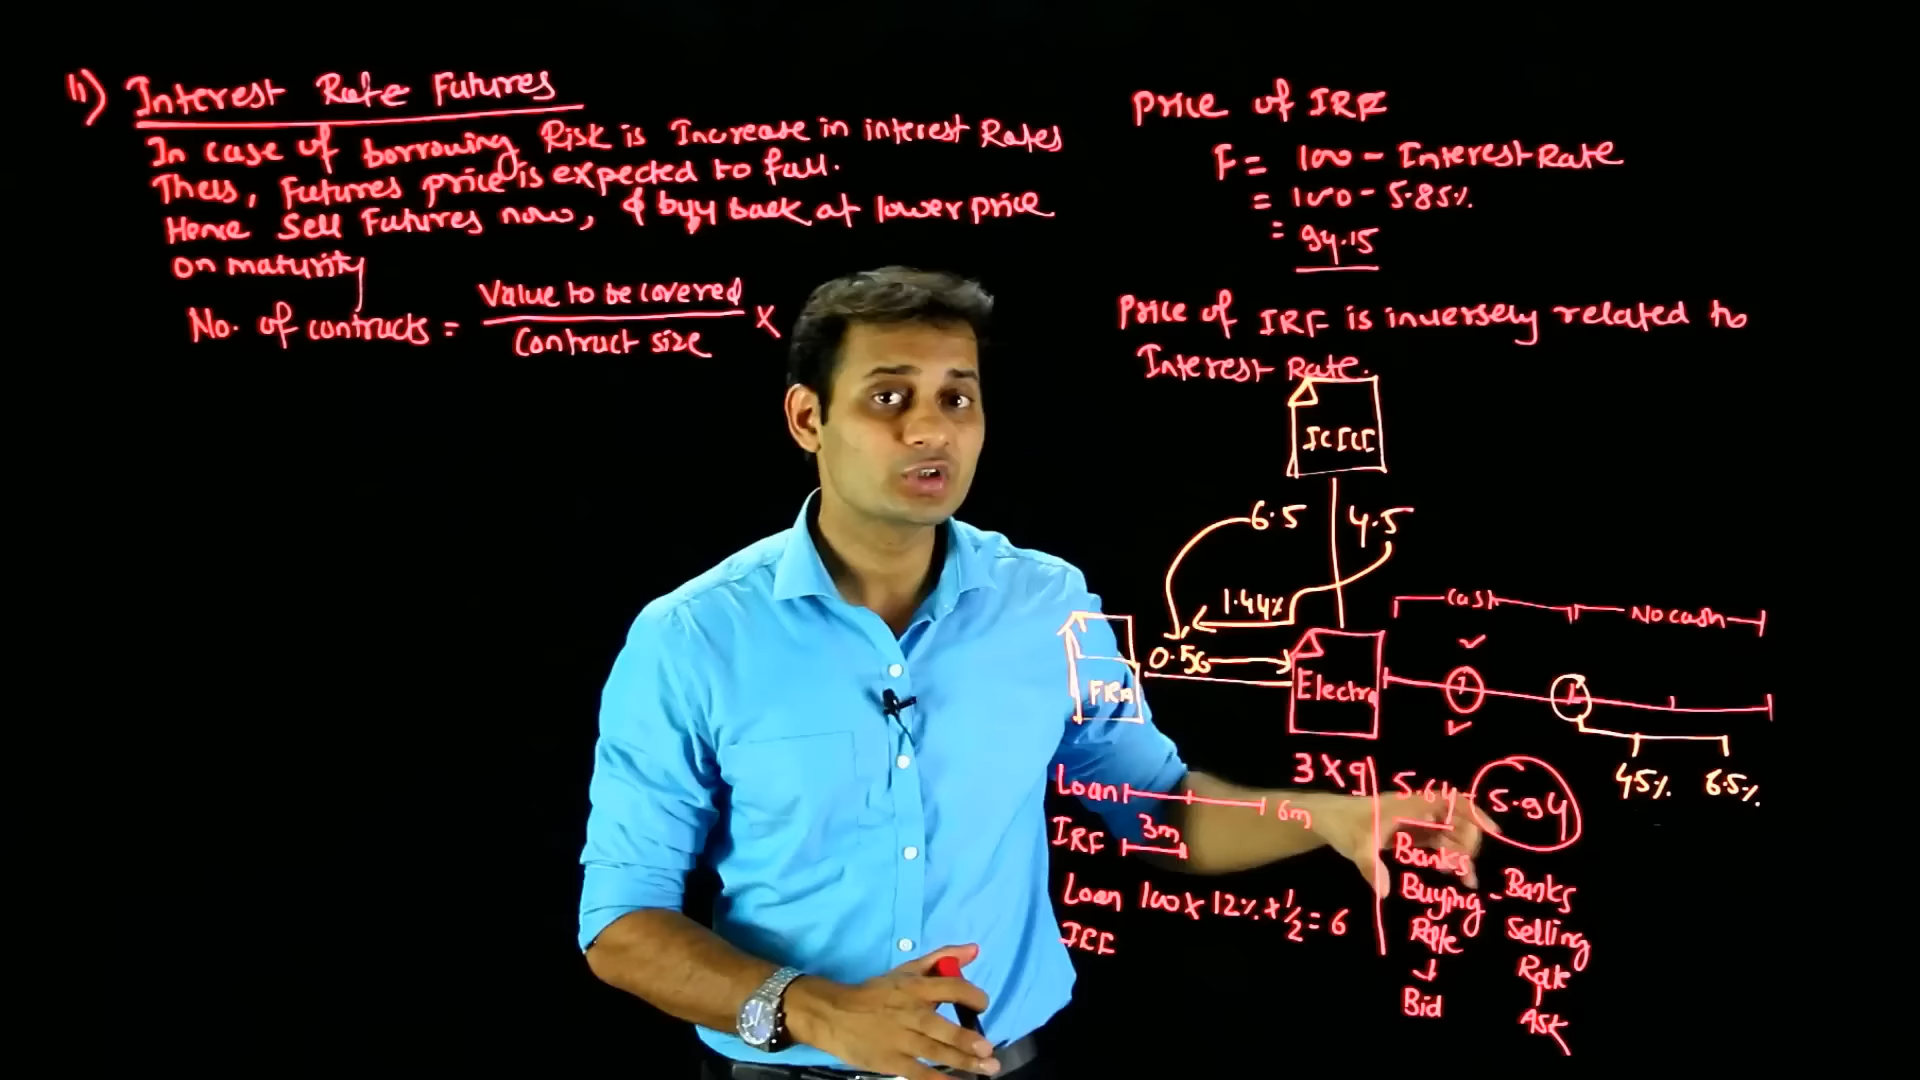 11) Interest Rate Futures
In case of borrowing Risk is Increase in interest Rates
Thus, Futures price is expected to fall.
Hence Sell Futures now, & buy back at lower price
on maturity
No. of contracts = Value to be covered
Contract size ×
Price of IRF
F = 100 - Interest Rate
= 100 - 5.85%
= 94.15
Price of IRF is inversely related to
Interest Rate.
ICICI
6.5 4.5
1.44%
0.56
FRA
Electra
Cash No cash
4.5% 6.5%
3 X 9 5.64 - 5.94
Loan 6m
IRF 3m
Loan 100 × 12% × 1/2 = 6
IRF
Banks
Buying
Rate
↓
Bid
- Banks
Selling
Rate
↓
Ask